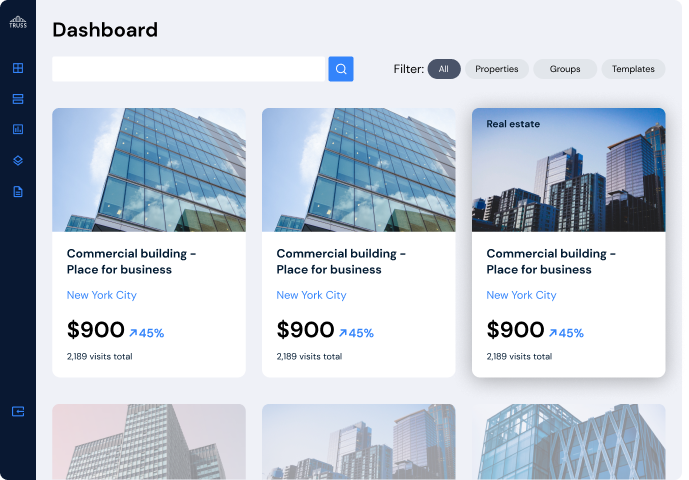 TRUSS
Dashboard
Filter:
All
Properties
Groups
Templates
Commercial building -
Place for business
New York City
$900 ↗45%
2,189 visits total
Commercial building -
Place for business
New York City
$900 ↗45%
2,189 visits total
Real estate
Commercial building -
Place for business
New York City
$900 ↗45%
2,189 visits total